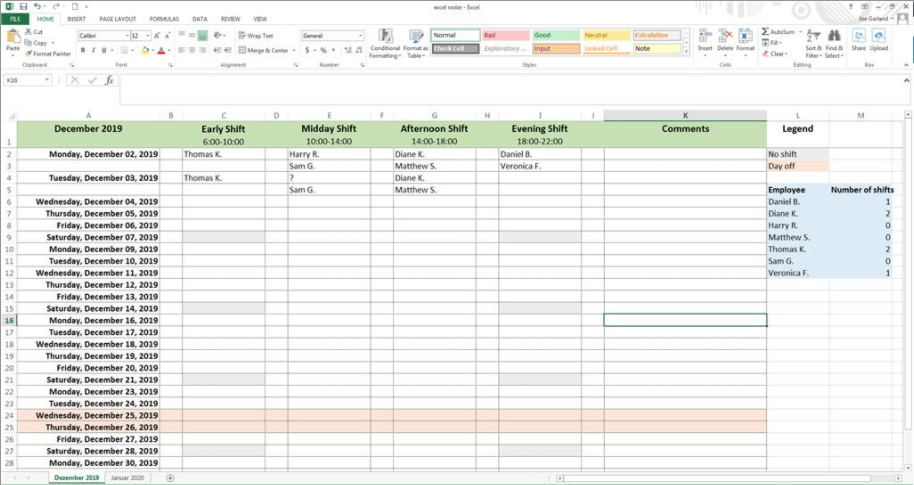 excel roster - Excel
FILE HOME INSERT PAGE LAYOUT FORMULAS DATA REVIEW VIEW Joe Garland
Paste
Cut
Copy
Format Painter
Calibri 12
Wrap Text
Merge & Center
General
Conditional Formatting
Format as Table
Normal Bad Good Neutral Calculation
Check Cell Explanatory... Input Linked Cell Note
Insert Delete Format
AutoSum
Fill
Clear
Sort & Filter
Find & Select
Share Upload
Clipboard Font Alignment Number Styles Cells Editing Box
K16
A B C D E F G H I J K L M
1 December 2019 Early Shift Midday Shift Afternoon Shift Evening Shift Comments Legend
6:00-10:00 10:00-14:00 14:00-18:00 18:00-22:00
2 Monday, December 02, 2019 Thomas K. Harry R. Diane K. Daniel B. No shift
3 Sam G. Matthew S. Veronica F. Day off
4 Tuesday, December 03, 2019 Thomas K. ? Diane K.
5 Sam G. Matthew S. Employee Number of shifts
6 Wednesday, December 04, 2019 Daniel B. 1
7 Thursday, December 05, 2019 Diane K. 2
8 Friday, December 06, 2019 Harry R. 0
9 Saturday, December 07, 2019 Matthew S. 0
10 Monday, December 09, 2019 Thomas K. 2
11 Tuesday, December 10, 2019 Sam G. 0
12 Wednesday, December 11, 2019 Veronica F. 1
13 Thursday, December 12, 2019
14 Friday, December 13, 2019
15 Saturday, December 14, 2019
16 Monday, December 16, 2019
17 Tuesday, December 17, 2019
18 Wednesday, December 18, 2019
19 Thursday, December 19, 2019
20 Friday, December 20, 2019
21 Saturday, December 21, 2019
22 Monday, December 23, 2019
23 Tuesday, December 24, 2019
24 Wednesday, December 25, 2019
25 Thursday, December 26, 2019
26 Friday, December 27, 2019
27 Saturday, December 28, 2019
28 Monday, December 30, 2019
Dezember 2019 Januar 2020